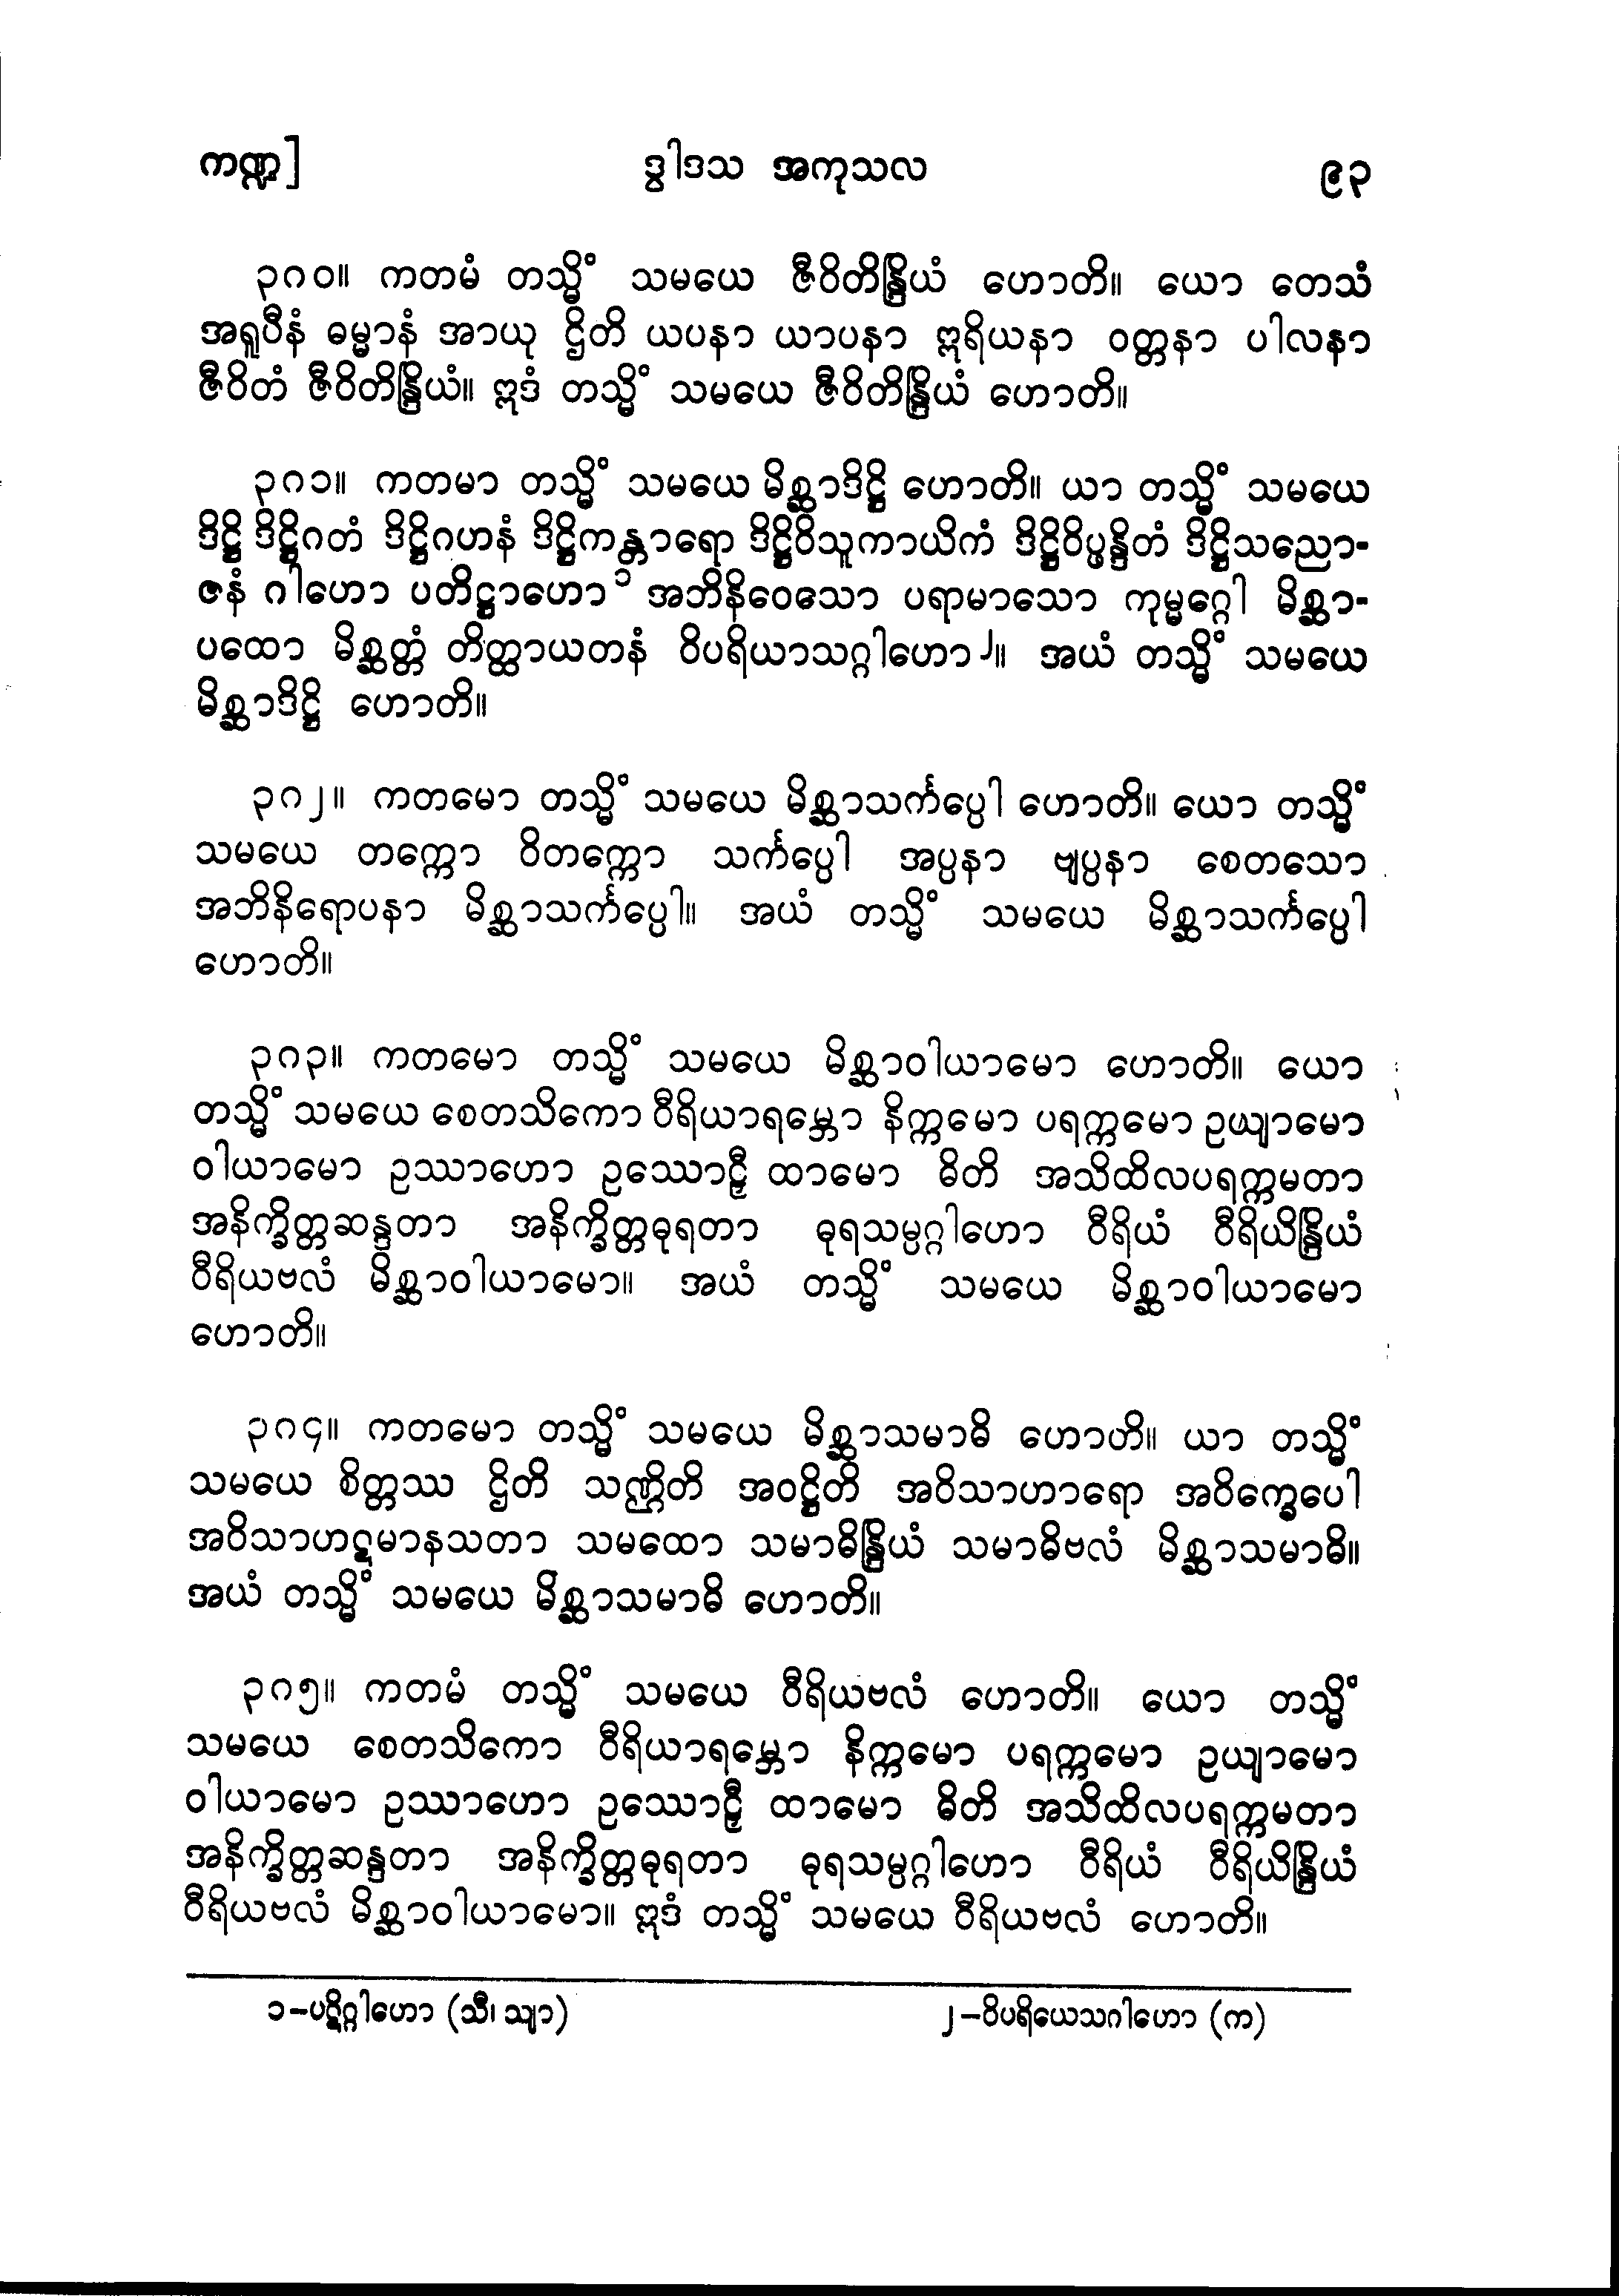 ကဏ္ဍ] ဒွါဒသ အကုသလ ၉၃
၃၈၀။ ကတမံ တသ္မိံ သမယေ ဇီဝိတိန္ဒြိယံ ဟောတိ။ ယော တေသံ
အရူပီနံ ဓမ္မာနံ အာယု ဌိတိ ယပနာ ယာပနာ ဣရိယနာ ဝတ္တနာ ပါလနာ
ဇီဝိတံ ဇီဝိတိန္ဒြိယံ။ ဣဒံ တသ္မိံ သမယေ ဇီဝိတိန္ဒြိယံ ဟောတိ။
၃၈၁။ ကတမာ တသ္မိံ သမယေ မိစ္ဆာဒိဋ္ဌိ ဟောတိ။ ယာ တသ္မိံ သမယေ
ဒိဋ္ဌိ ဒိဋ္ဌိဂတံ ဒိဋ္ဌိဂဟနံ ဒိဋ္ဌိကန္တာရော ဒိဋ္ဌိဝိသူကာယိကံ ဒိဋ္ဌိဝိပ္ဖန္ဒိတံ ဒိဋ္ဌိသညော-
ဇနံ ဂါဟော ပတိဋ္ဌာဟော၁ အဘိနိဝေသော ပရာမာသော ကုမ္မဂ္ဂေါ မိစ္ဆာ-
ပထော မိစ္ဆတ္တံ တိတ္ထာယတနံ ဝိပရိယာသဂ္ဂါဟော၂။ အယံ တသ္မိံ သမယေ
မိစ္ဆာဒိဋ္ဌိ ဟောတိ။
၃၈၂။ ကတမော တသ္မိံ သမယေ မိစ္ဆာသင်္ကပ္ပေါ ဟောတိ။ ယော တသ္မိံ
သမယေ တက္ကော ဝိတက္ကော သင်္ကပ္ပေါ အပ္ပနာ ဗျပ္ပနာ စေတသော
အဘိနိရောပနာ မိစ္ဆာသင်္ကပ္ပေါ။ အယံ တသ္မိံ သမယေ မိစ္ဆာသင်္ကပ္ပေါ
ဟောတိ။
၃၈၃။ ကတမော တသ္မိံ သမယေ မိစ္ဆာဝါယာမော ဟောတိ။ ယော
တသ္မိံ သမယေ စေတသိကော ဝီရိယာရမ္ဘော နိက္ကမော ပရက္ကမော ဥယျာမော
ဝါယာမော ဥဿာဟော ဥဿောဠှီ ထာမော ဓိတိ အသိထိလပရက္ကမတာ
အနိက္ခိတ္တဆန္ဒတာ အနိက္ခိတ္တဓုရတာ ဓုရသမ္ပဂ္ဂါဟော ဝီရိယံ ဝီရိယိန္ဒြိယံ
ဝီရိယဗလံ မိစ္ဆာဝါယာမော။ အယံ တသ္မိံ သမယေ မိစ္ဆာဝါယာမော
ဟောတိ။
၃၈၄။ ကတမော တသ္မိံ သမယေ မိစ္ဆာသမာဓိ ဟောတိ။ ယာ တသ္မိံ
သမယေ စိတ္တဿ ဌိတိ သဏ္ဌိတိ အဝဋ္ဌိတိ အဝိသာဟာရော အဝိက္ခေပေါ
အဝိသာဟဋမာနသတာ သမထော သမာဓိန္ဒြိယံ သမာဓိဗလံ မိစ္ဆာသမာဓိ။
အယံ တသ္မိံ သမယေ မိစ္ဆာသမာဓိ ဟောတိ။
၃၈၅။ ကတမံ တသ္မိံ သမယေ ဝီရိယဗလံ ဟောတိ။ ယော တသ္မိံ
သမယေ စေတသိကော ဝီရိယာရမ္ဘော နိက္ကမော ပရက္ကမော ဥယျာမော
ဝါယာမော ဥဿာဟော ဥဿောဠှီ ထာမော ဓိတိ အသိထိလပရက္ကမတာ
အနိက္ခိတ္တဆန္ဒတာ အနိက္ခိတ္တဓုရတာ ဓုရသမ္ပဂ္ဂါဟော ဝီရိယံ ဝီရိယိန္ဒြိယံ
ဝီရိယဗလံ မိစ္ဆာဝါယာမော။ ဣဒံ တသ္မိံ သမယေ ဝီရိယဗလံ ဟောတိ။
၁-ပဋိဂ္ဂါဟော (သီ၊ သျာ) ၂-ဝိပရိယေသဂါဟော (က)